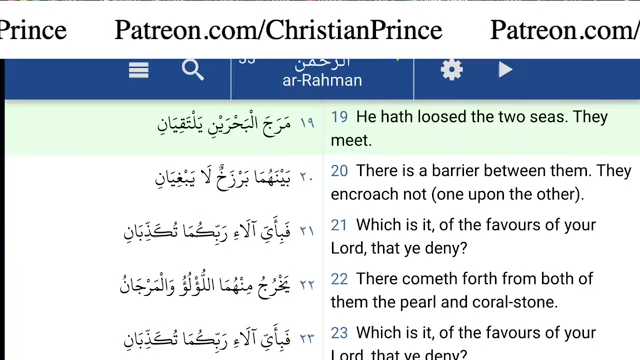 Prince Patreon.com/ChristianPrince Patreon.com/
الرَّحْمَٰن
ar-Rahman
١٩ مَرَجَ الْبَحْرَيْنِ يَلْتَقِيَانِ
19 He hath loosed the two seas. They
meet.
٢٠ بَيْنَهُمَا بَرْزَخٌ لَا يَبْغِيَانِ
20 There is a barrier between them. They
encroach not (one upon the other).
٢١ فَبِأَيِّ آلَاءِ رَبِّكُمَا تُكَذِّبَانِ
21 Which is it, of the favours of your
Lord, that ye deny?
٢٢ يَخْرُجُ مِنْهُمَا اللُّؤْلُؤُ وَالْمَرْجَانُ
22 There cometh forth from both of
them the pearl and coral-stone.
٢٣ فَبِأَيِّ آلَاءِ رَبِّكُمَا تُكَذِّبَانِ
23 Which is it, of the favours of your
Lord, that ye deny?